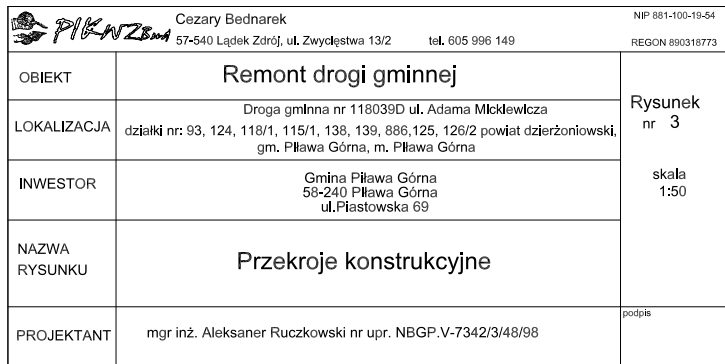 PIKWZBUD Cezary Bednarek
57-540 Lądek Zdrój, ul. Zwycięstwa 13/2 tel. 605 996 149
NIP 881-100-19-54
REGON 890318773
OBIEKT
Remont drogi gminnej
LOKALIZACJA
Droga gminna nr 118039D ul. Adama Mickiewicza
działki nr: 93, 124, 118/1, 115/1, 138, 139, 886,125, 126/2 powiat dzierżoniowski,
gm. Piława Górna, m. Piława Górna
Rysunek
nr 3
skala
1:50
INWESTOR
Gmina Piława Górna
58-240 Piława Górna
ul.Piastowska 69
NAZWA
RYSUNKU
Przekroje konstrukcyjne
PROJEKTANT
mgr inż. Aleksaner Ruczkowski nr upr. NBGP.V-7342/3/48/98
podpis